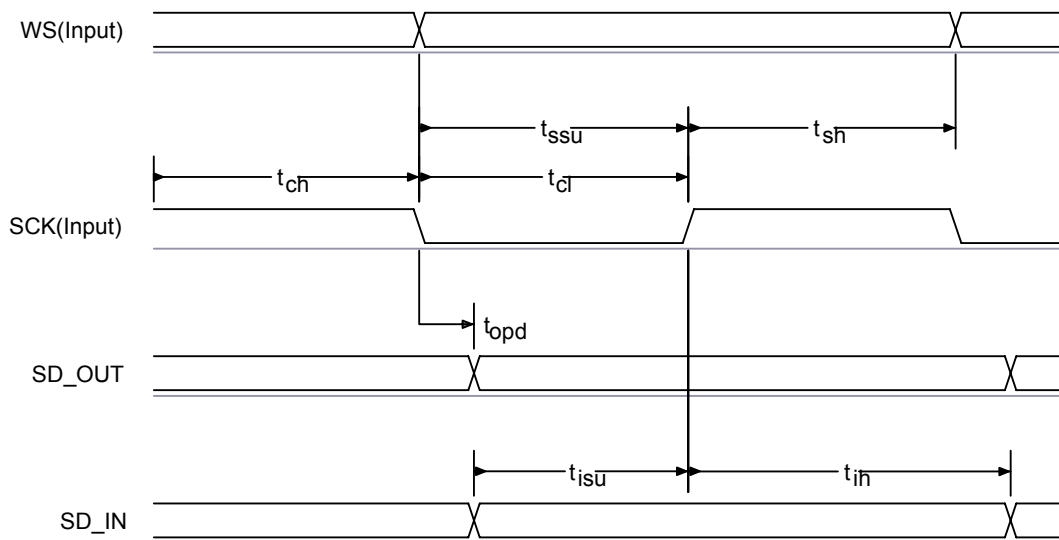 WS(Input)
tssu
tsh
tch
tcl
SCK(Input)
topd
SD_OUT
tisu
tih
SD_IN